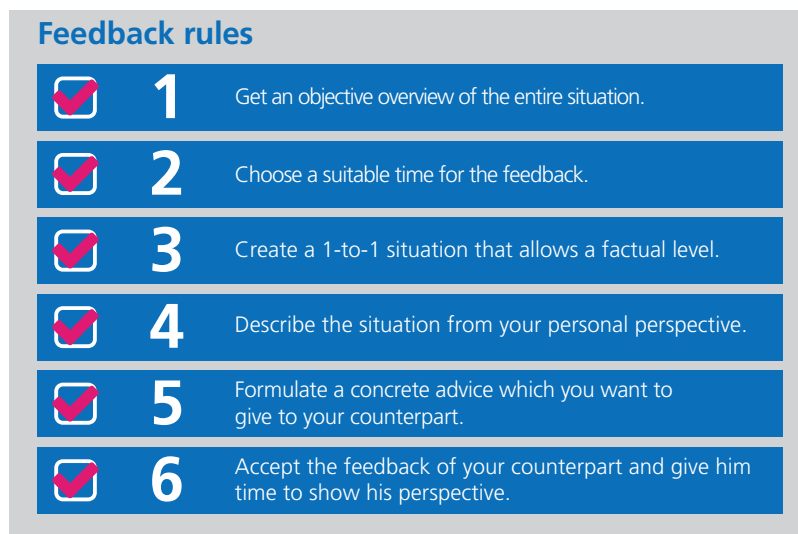 Feedback rules
1 Get an objective overview of the entire situation.
2 Choose a suitable time for the feedback.
3 Create a 1-to-1 situation that allows a factual level.
4 Describe the situation from your personal perspective.
5 Formulate a concrete advice which you want to
give to your counterpart.
6 Accept the feedback of your counterpart and give him
time to show his perspective.